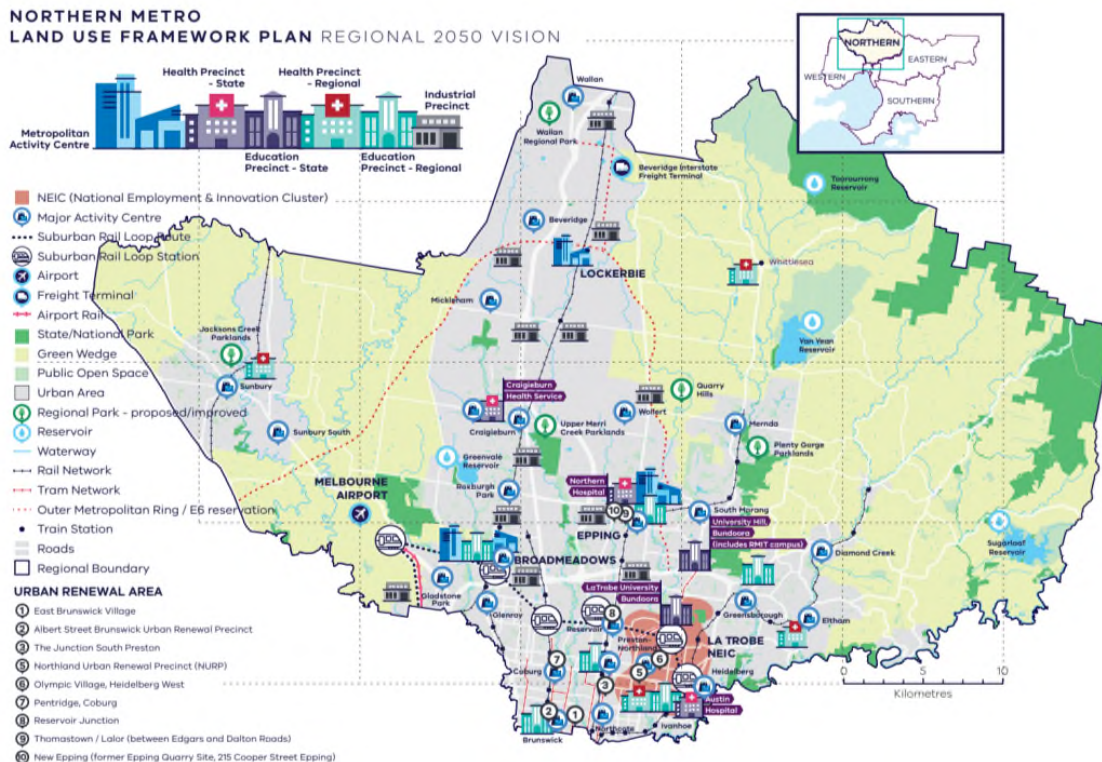 NORTHERN METRO
LAND USE FRAMEWORK PLAN REGIONAL 2050 VISION
Health Precinct
- State
Health Precinct
- Regional
Industrial
Precinct
Metropolitan
Activity Centre
Education
Precinct - State
Education
Precinct - Regional
NORTHERN
WESTERN
EASTERN
SOUTHERN
NEIC (National Employment & Innovation Cluster)
Major Activity Centre
Suburban Rail Loop Route
Suburban Rail Loop Station
Airport
Freight Terminal
Airport Rail
State/National Park
Green Wedge
Public Open Space
Urban Area
Regional Park - proposed/improved
Reservoir
Waterway
Rail Network
Tram Network
Outer Metropolitan Ring / E6 reservation
Train Station
Roads
Regional Boundary
URBAN RENEWAL AREA
1 East Brunswick Village
2 Albert Street Brunswick Urban Renewal Precinct
3 The Junction South Preston
5 Northland Urban Renewal Precinct (NURP)
6 Olympic Village, Heidelberg West
7 Pentridge, Coburg
8 Reservoir Junction
9 Thomastown / Lalor (between Edgars and Dalton Roads)
10 New Epping (former Epping Quarry Site, 215 Cooper Street Epping)
Wallan
Wallan
Regional Park
Beveridge Interstate
Freight Terminal
Toorourrong
Reservoir
Beveridge
LOCKERBIE
Whittlesea
Mickleham
Yan Yean
Reservoir
Jacksons Creek
Parklands
Sunbury
Sunbury South
Craigieburn
Health Service
Craigieburn
Upper Merri
Creek Parklands
Wollert
Quarry
Hills
Mernda
Plenty Gorge
Parklands
Greenvale
Reservoir
Roxburgh
Park
MELBOURNE
AIRPORT
Northern
Hospital
10
9
EPPING
South Morang
University Hill,
Bundoora
(includes RMIT campus)
Diamond Creek
Sugarloaf
Reservoir
BROADMEADOWS
LaTrobe University
Bundoora
Gladstone
Park
Glenroy
Reservoir
8
Greensborough
Eltham
Preston-
Northland
LA TROBE
NEIC
7
6
5
Coburg
Heidelberg
3
Austin
Hospital
2
1
Brunswick
Northcote
Ivanhoe
0
5
10
Kilometres